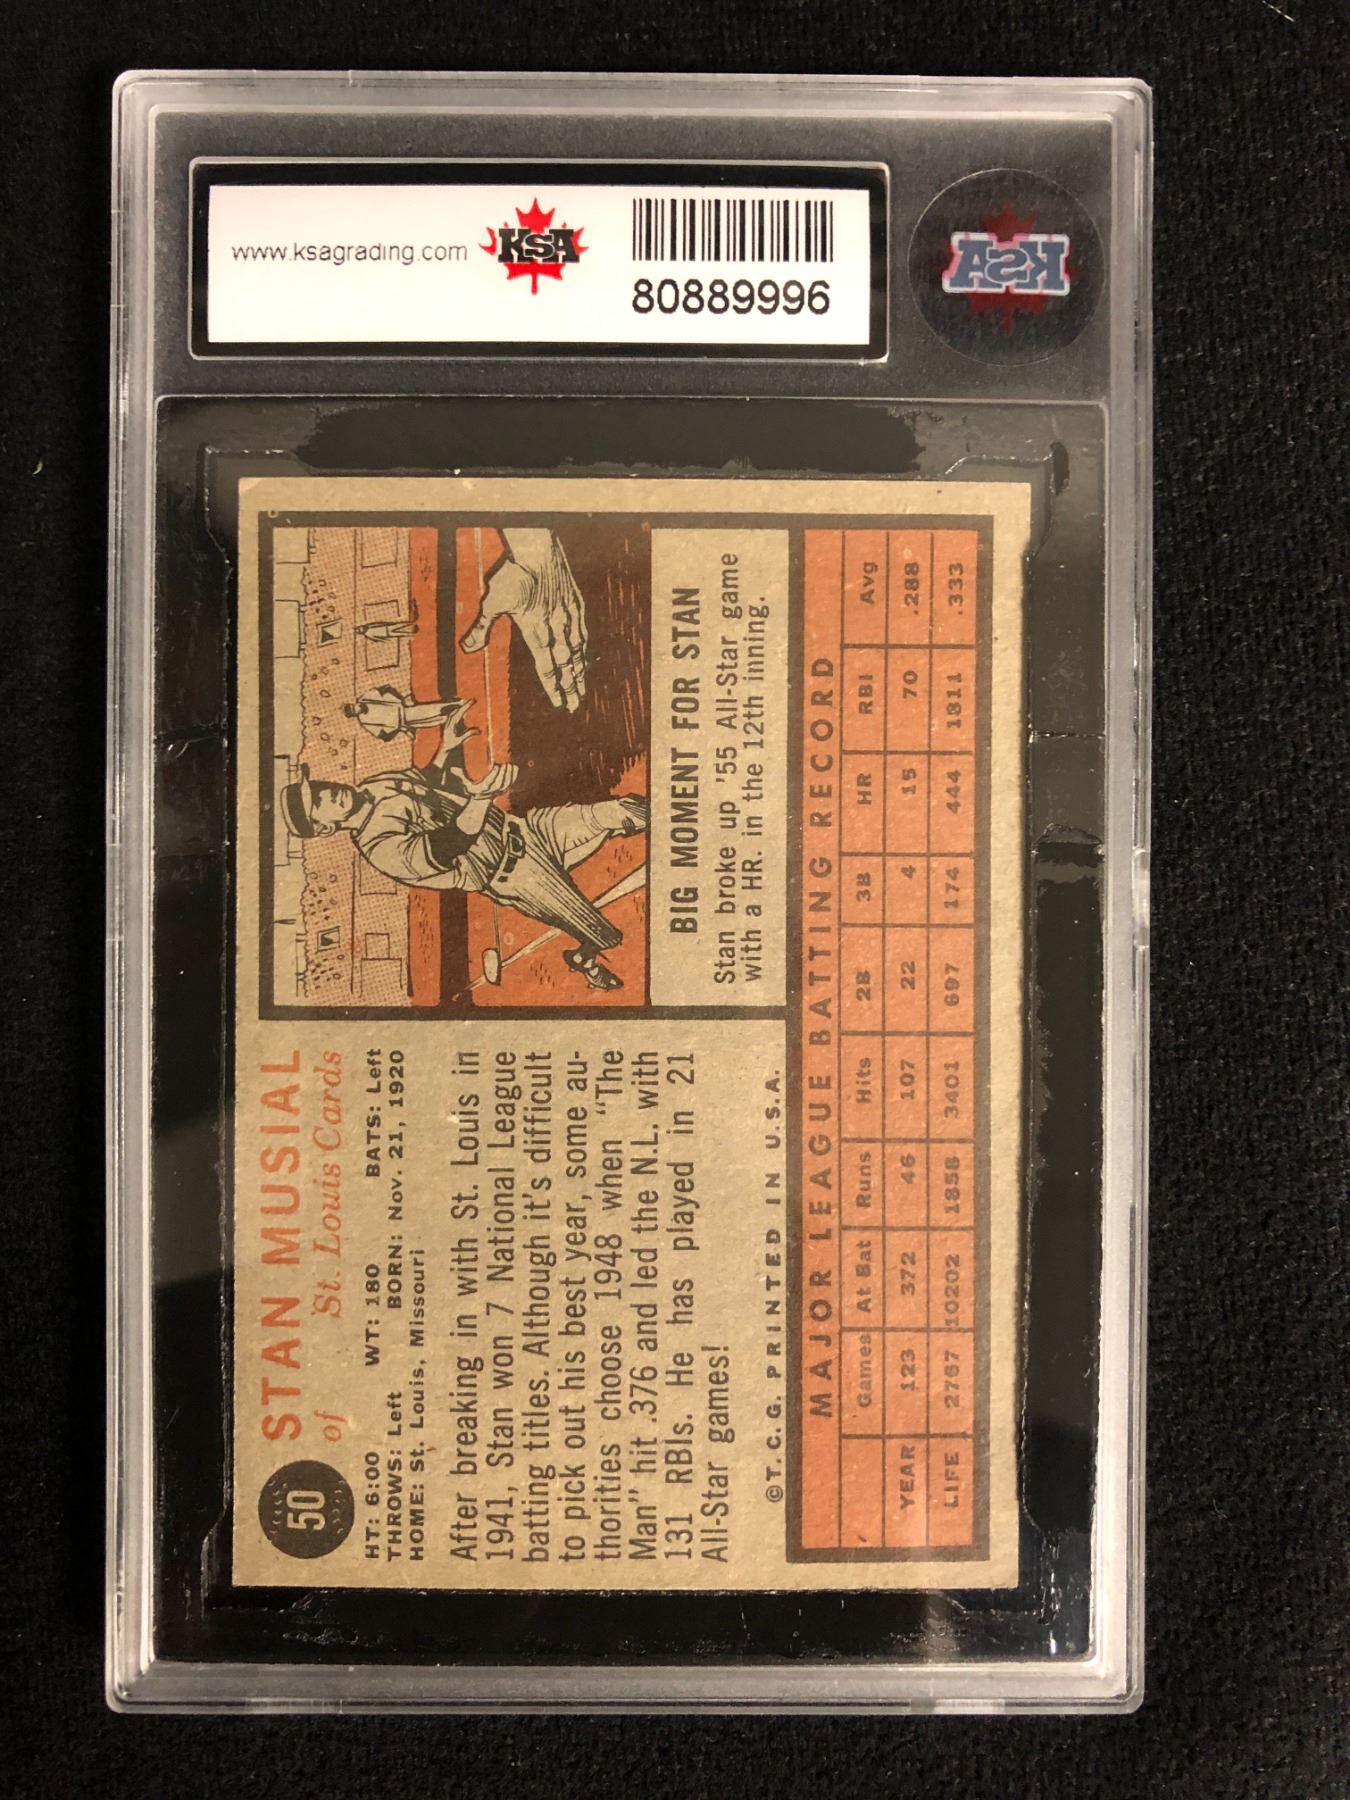 www.ksagrading.com
KSA
80889996
KSA
50
STAN MUSIAL
of St. Louis Cards
HT: 6:00 WT: 180 BATS: Left
THROWS: Left BORN: Nov. 21, 1920
HOME: St. Louis, Missouri
After breaking in with St. Louis in
1941, Stan won 7 National League
batting titles. Although it's difficult
to pick out his best year, some au-
thorities choose 1948 when "The
Man" hit .376 and led the N.L. with
131 RBIs. He has played in 21
All-Star games!
©T. C. G. PRINTED IN U.S.A.
BIG MOMENT FOR STAN
Stan broke up '55 All-Star game
with a HR. in the 12th inning.
MAJOR LEAGUE BATTING RECORD
Games At Bat Runs Hits 2B 3B HR RBI Avg
YEAR 123 372 46 107 22 4 15 70 .288
LIFE 2767 10202 1858 3401 697 174 444 1811 .333